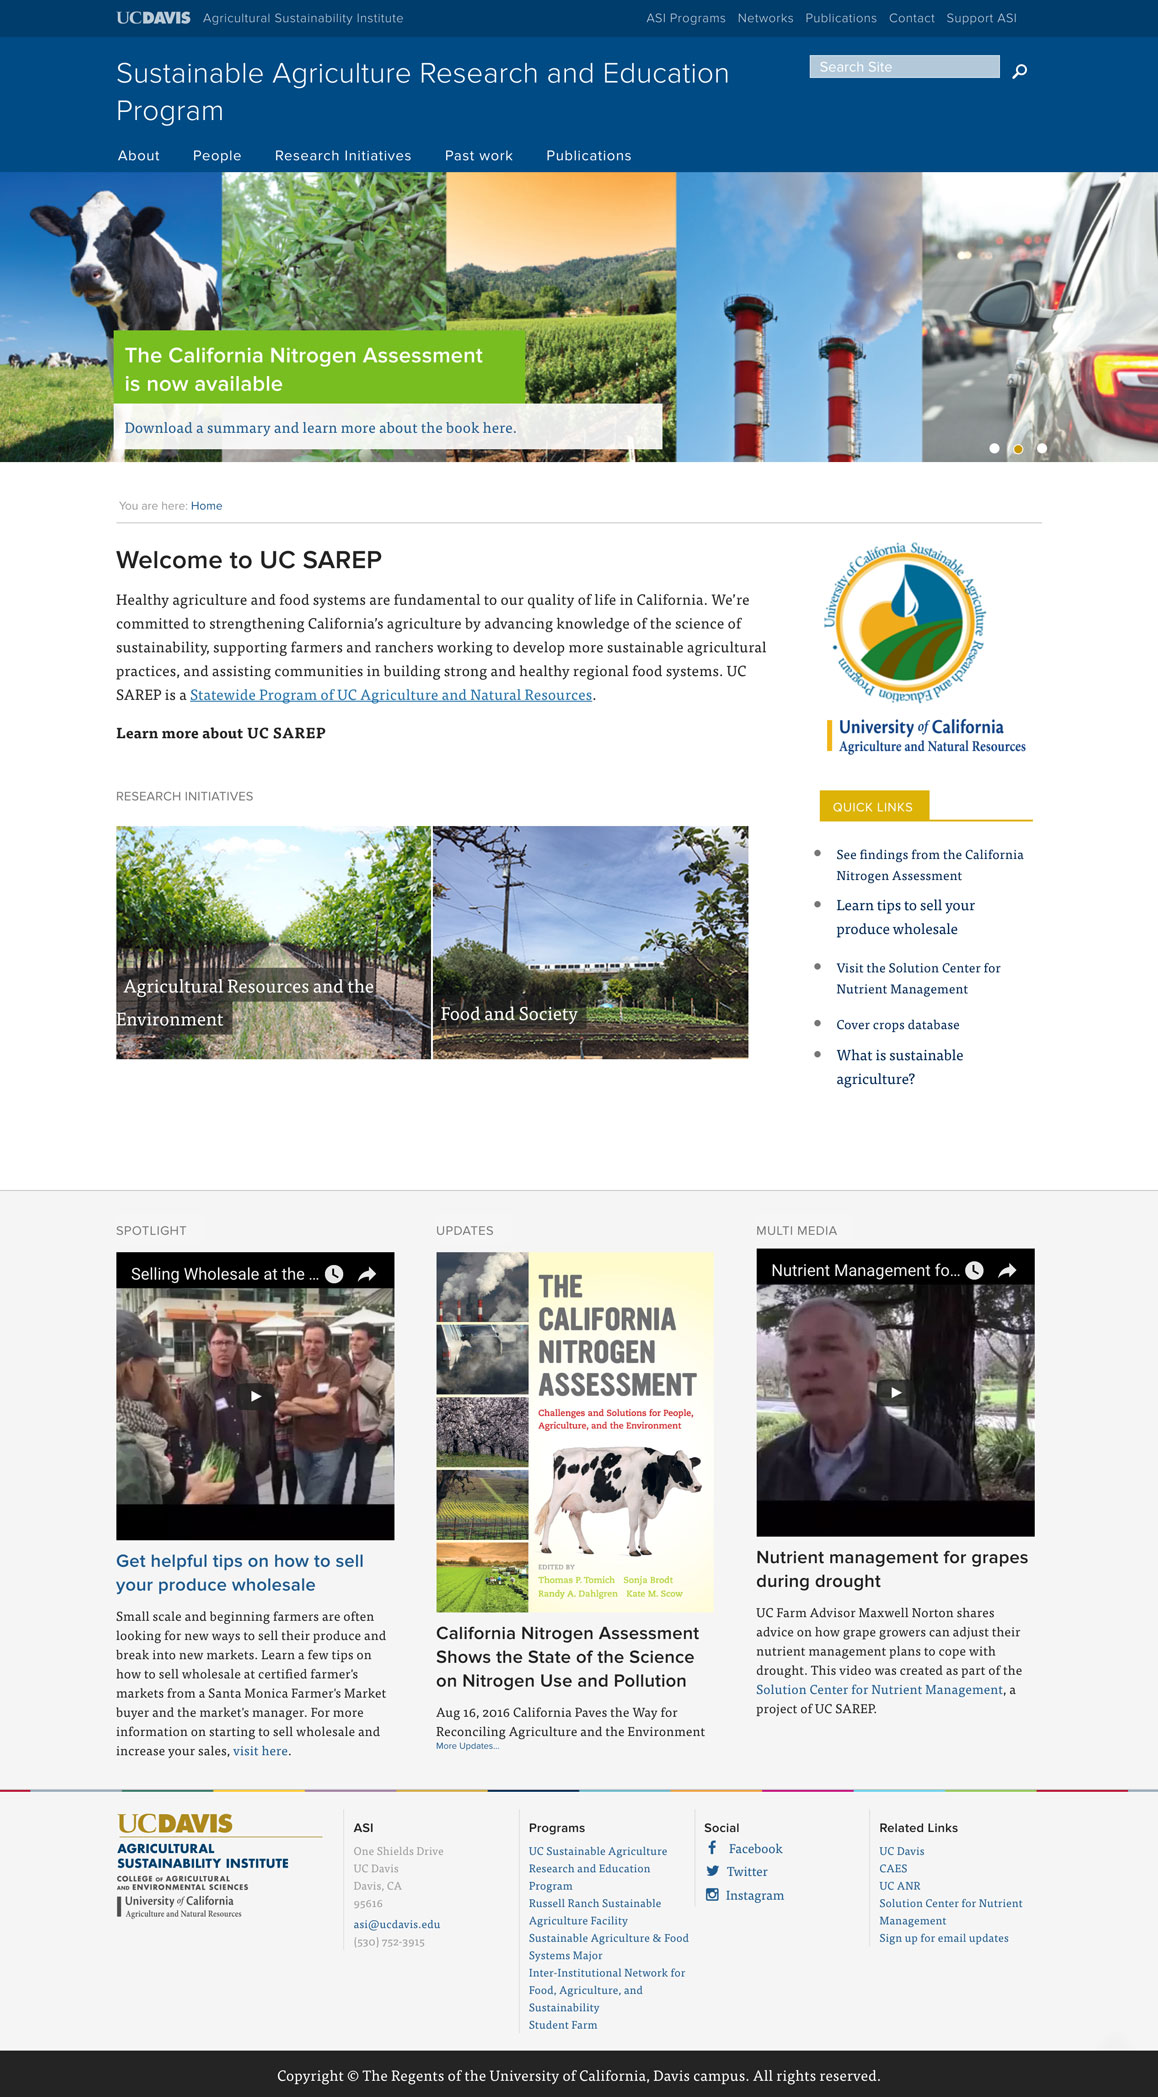 UCDAVIS Agricultural Sustainability Institute
ASI Programs Networks Publications Contact Support ASI
Sustainable Agriculture Research and Education
Program
Search Site
About People Research Initiatives Past work Publications
The California Nitrogen Assessment
is now available
Download a summary and learn more about the book here.
You are here: Home
Welcome to UC SAREP
Healthy agriculture and food systems are fundamental to our quality of life in California. We're
committed to strengthening California's agriculture by advancing knowledge of the science of
sustainability, supporting farmers and ranchers working to develop more sustainable agricultural
practices, and assisting communities in building strong and healthy regional food systems. UC
SAREP is a Statewide Program of UC Agriculture and Natural Resources.
Learn more about UC SAREP
RESEARCH INITIATIVES
Agricultural Resources and the
Environment
Food and Society
University of California Sustainable Agriculture Research and Education Program •
University of California
Agriculture and Natural Resources
QUICK LINKS
See findings from the California
Nitrogen Assessment
Learn tips to sell your
produce wholesale
Visit the Solution Center for
Nutrient Management
Cover crops database
What is sustainable
agriculture?
SPOTLIGHT
Selling Wholesale at the ...
Get helpful tips on how to sell
your produce wholesale
Small scale and beginning farmers are often
looking for new ways to sell their produce and
break into new markets. Learn a few tips on
how to sell wholesale at certified farmer's
markets from a Santa Monica Farmer's Market
buyer and the market's manager. For more
information on starting to sell wholesale and
increase your sales, visit here.
UPDATES
THE
CALIFORNIA
NITROGEN
ASSESSMENT
Challenges and Solutions for People,
Agriculture, and the Environment
EDITED BY
Thomas P. Tomich Sonja Brodt
Randy A. Dahlgren Kate M. Scow
California Nitrogen Assessment
Shows the State of the Science
on Nitrogen Use and Pollution
Aug 16, 2016 California Paves the Way for
Reconciling Agriculture and the Environment
More Updates...
MULTI MEDIA
Nutrient Management fo...
Nutrient management for grapes
during drought
UC Farm Advisor Maxwell Norton shares
advice on how grape growers can adjust their
nutrient management plans to cope with
drought. This video was created as part of the
Solution Center for Nutrient Management, a
project of UC SAREP.
UCDAVIS
AGRICULTURAL
SUSTAINABILITY INSTITUTE
COLLEGE OF AGRICULTURAL
AND ENVIRONMENTAL SCIENCES
University of California
Agriculture and Natural Resources
ASI
One Shields Drive
UC Davis
Davis, CA
95616
asi@ucdavis.edu
(530) 752-3915
Programs
UC Sustainable Agriculture
Research and Education
Program
Russell Ranch Sustainable
Agriculture Facility
Sustainable Agriculture & Food
Systems Major
Inter-Institutional Network for
Food, Agriculture, and
Sustainability
Student Farm
Social
Facebook
Twitter
Instagram
Related Links
UC Davis
CAES
UC ANR
Solution Center for Nutrient
Management
Sign up for email updates
Copyright © The Regents of the University of California, Davis campus. All rights reserved.